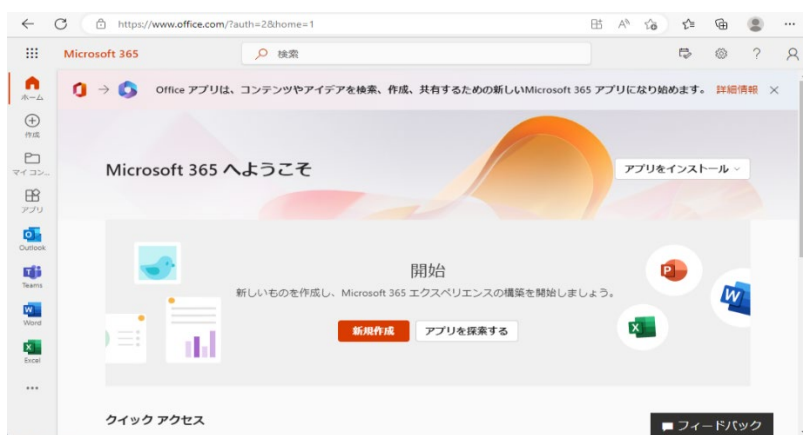 https://www.office.com/?auth=2&home=1
Microsoft 365
検索
Office アプリは、コンテンツやアイデアを検索、作成、共有するための新しいMicrosoft 365 アプリになり始めます。 詳細情報
ホーム
作成
マイ コン...
アプリ
Outlook
Teams
Word
Excel
Microsoft 365 へようこそ
アプリをインストール
開始
新しいものを作成し、Microsoft 365 エクスペリエンスの構築を開始しましょう。
新規作成 アプリを探索する
クイック アクセス
フィードバック